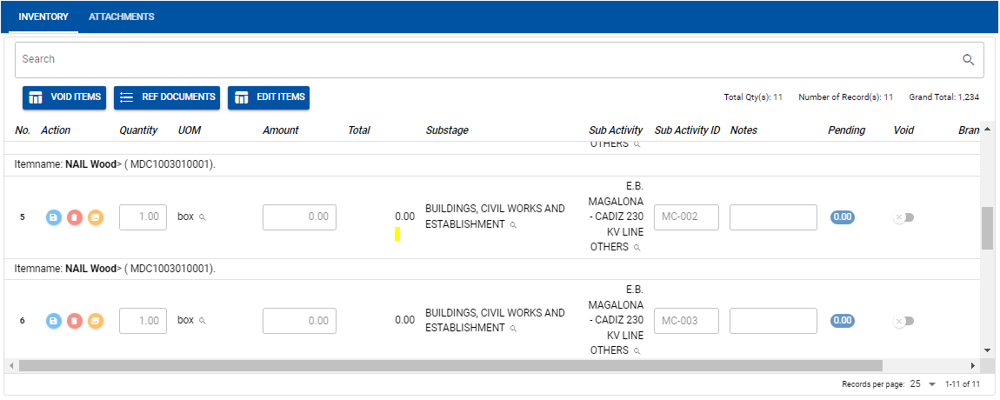 INVENTORY ATTACHMENTS
Search
VOID ITEMS REF DOCUMENTS EDIT ITEMS Total Qty(s): 11 Number of Record(s): 11 Grand Total: 1,234
No. Action Quantity UOM Amount Total Substage Sub Activity Sub Activity ID Notes Pending Void Bran
OTHERS
Itemname: NAIL Wood> ( MDC1003010001).
5 1.00 box 0.00 0.00 BUILDINGS, CIVIL WORKS AND
ESTABLISHMENT
E.B.
MAGALONA
- CADIZ 230
KV LINE
OTHERS
MC-002 0.00
Itemname: NAIL Wood> ( MDC1003010001).
6 1.00 box 0.00 0.00 BUILDINGS, CIVIL WORKS AND
ESTABLISHMENT
E.B.
MAGALONA
- CADIZ 230
KV LINE
OTHERS
MC-003 0.00
Records per page: 25 1-11 of 11